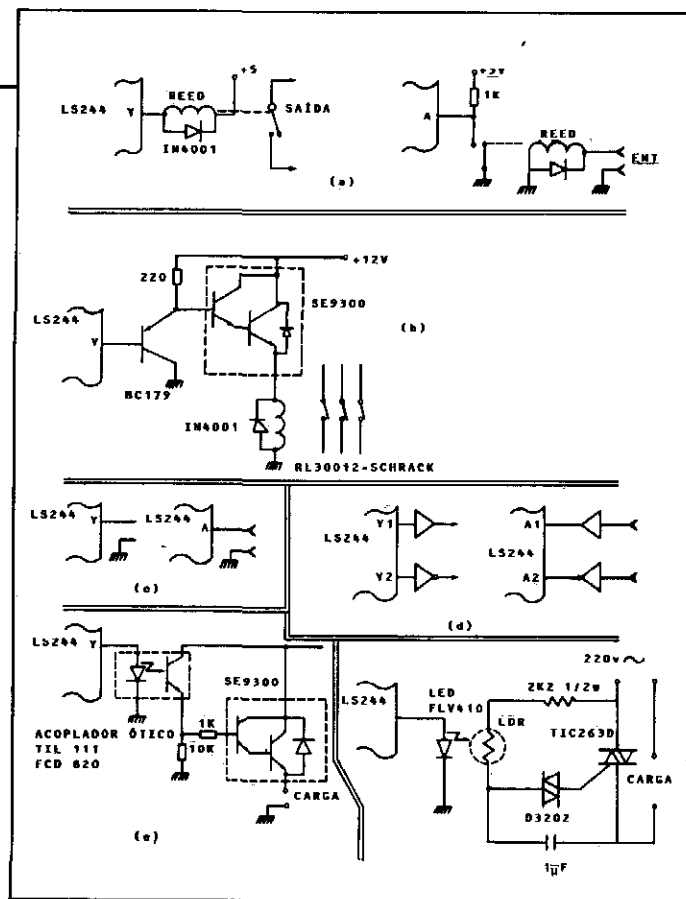 +5
REED
LS244
Y
SAÍDA
IN4001
+5V
1K
A
REED
ENT
(a)
+12V
220
SE9300
LS244
Y
(b)
BC179
IN4001
RL30012-SCHRACK
LS244
Y
LS244
A
(c)
Y1
LS244
Y2
A1
LS244
A2
(d)
LS244
Y
SE9300
1K
10K
ACOPLADOR ÓTICO
TIL 111
FCD 820
CARGA
(e)
220v
LS244
LED
FLV410
LDR
2K2 1/2w
TIC263D
CARGA
D3202
1µF